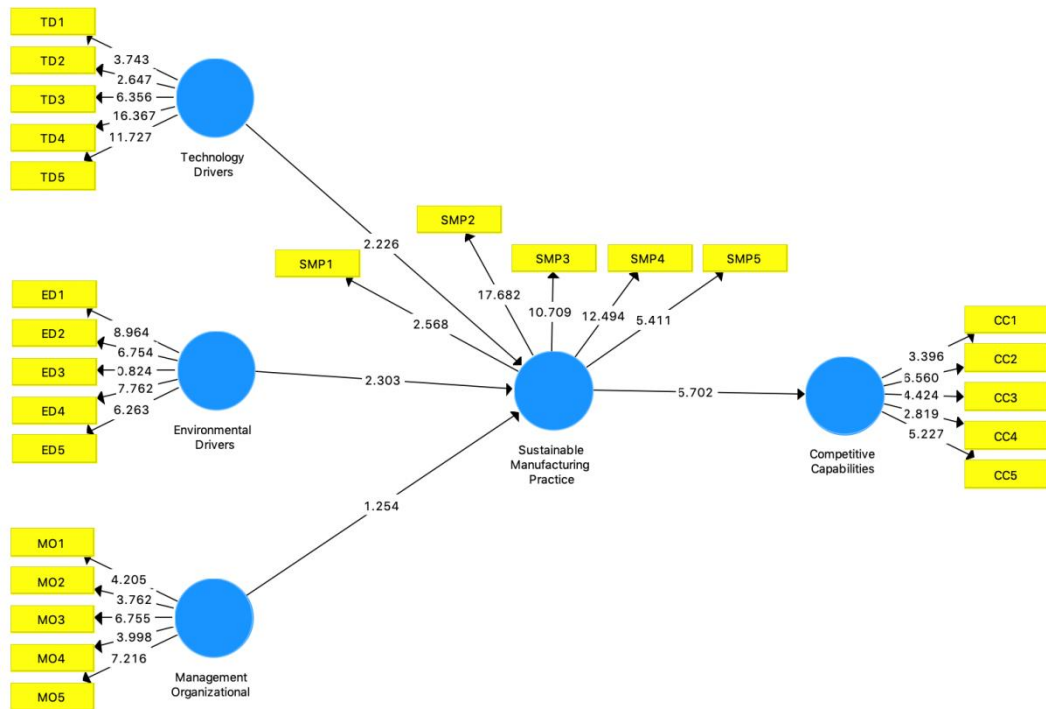 TD1
TD2
TD3
TD4
TD5
3.743
2.647
6.356
16.367
11.727
Technology
Drivers
2.226
SMP1
SMP2
SMP3
SMP4
SMP5
2.568
17.682
10.709
12.494
5.411
ED1
ED2
ED3
ED4
ED5
8.964
6.754
0.824
7.762
6.263
Environmental
Drivers
2.303
Sustainable
Manufacturing
Practice
5.702
Competitive
Capabilities
3.396
6.560
4.424
2.819
5.227
CC1
CC2
CC3
CC4
CC5
1.254
MO1
MO2
MO3
MO4
MO5
4.205
3.762
6.755
3.998
7.216
Management
Organizational